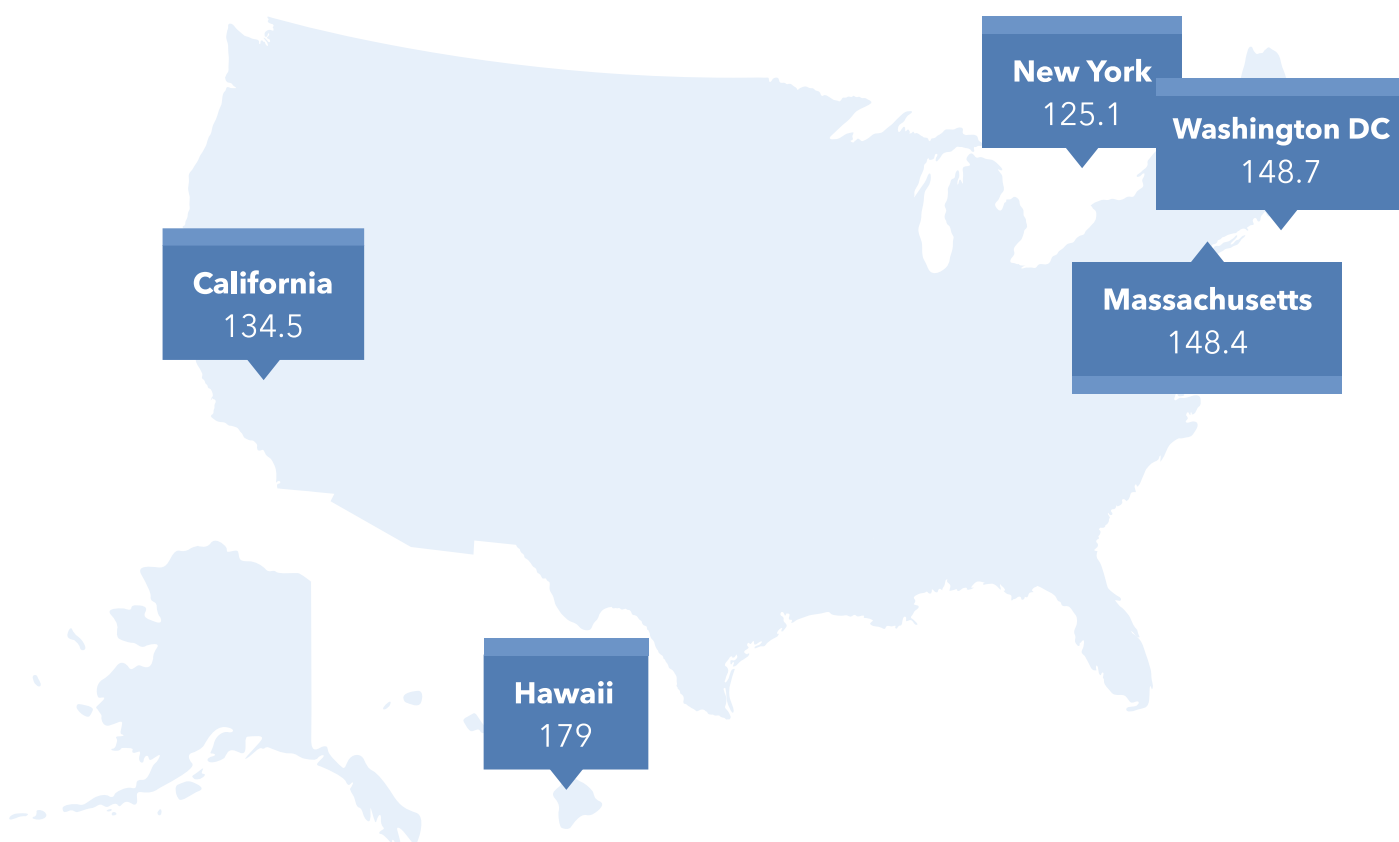 New York
125.1
Washington DC
148.7
California
134.5
Massachusetts
148.4
Hawaii
179